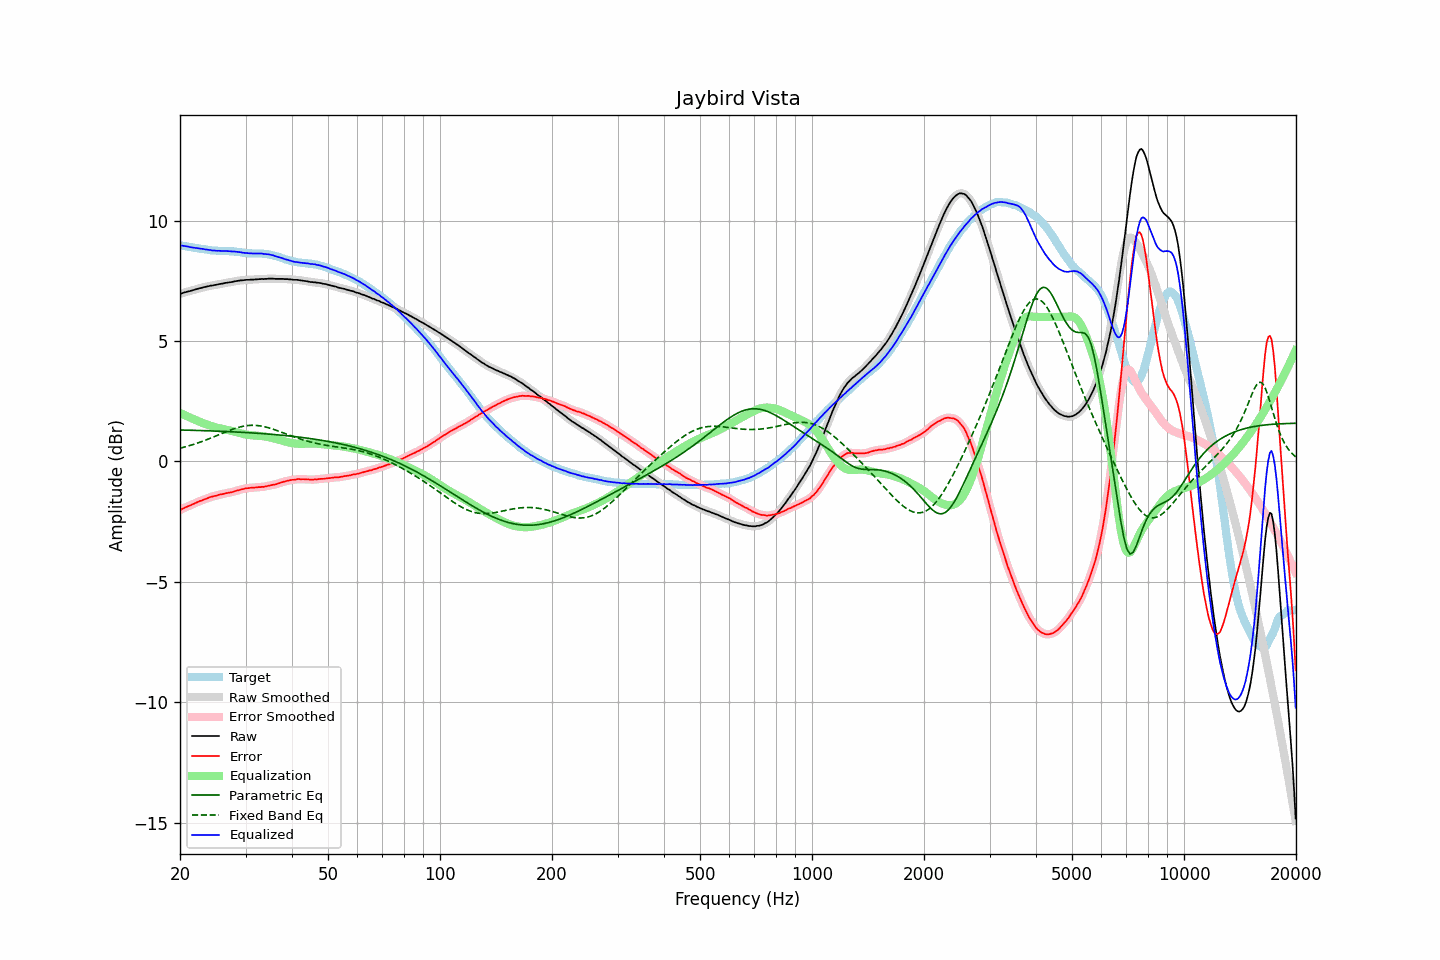 Jaybird Vista
Amplitude (dBr)
10
5
0
−5
−10
−15
Target
Raw Smoothed
Error Smoothed
Raw
Error
Equalization
Parametric Eq
Fixed Band Eq
Equalized
20 50 100 200 500 1000 2000 5000 10000 20000
Frequency (Hz)